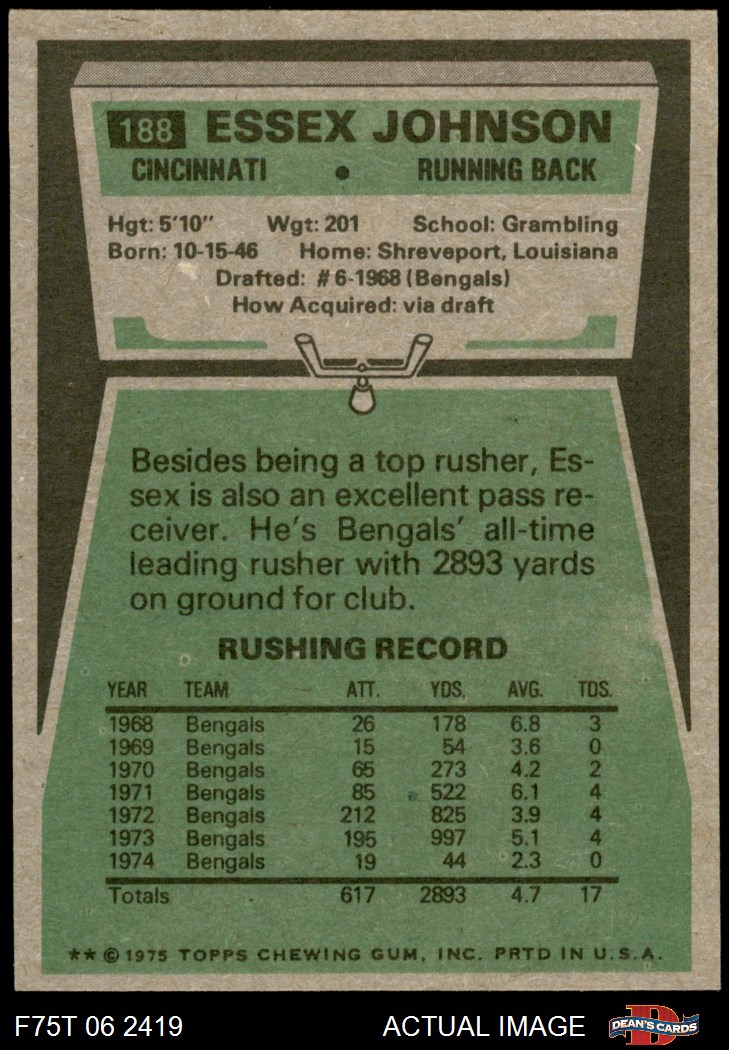 188 ESSEX JOHNSON
CINCINNATI • RUNNING BACK
Hgt: 5'10" Wgt: 201 School: Grambling
Born: 10-15-46 Home: Shreveport, Louisiana
Drafted: #6-1968 (Bengals)
How Acquired: via draft
Besides being a top rusher, Es-
sex is also an excellent pass re-
ceiver. He's Bengals' all-time
leading rusher with 2893 yards
on ground for club.
RUSHING RECORD
YEAR TEAM ATT. YDS. AVG. TDS.
1968 Bengals 26 178 6.8 3
1969 Bengals 15 54 3.6 0
1970 Bengals 65 273 4.2 2
1971 Bengals 85 522 6.1 4
1972 Bengals 212 825 3.9 4
1973 Bengals 195 997 5.1 4
1974 Bengals 19 44 2.3 0
Totals 617 2893 4.7 17
**©1975 TOPPS CHEWING GUM, INC. PRTD IN U.S.A.
F75T 06 2419 ACTUAL IMAGE D DEAN'S CARDS